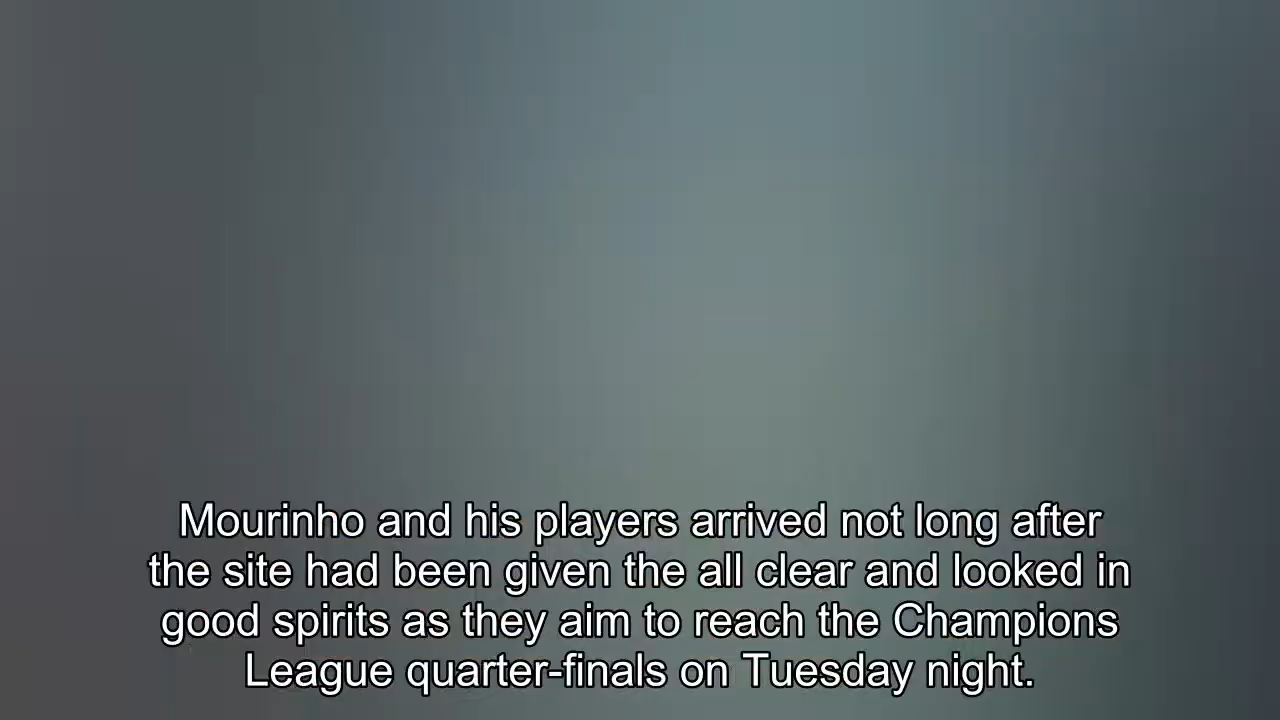 Mourinho and his players arrived not long after
the site had been given the all clear and looked in
good spirits as they aim to reach the Champions
League quarter-finals on Tuesday night.